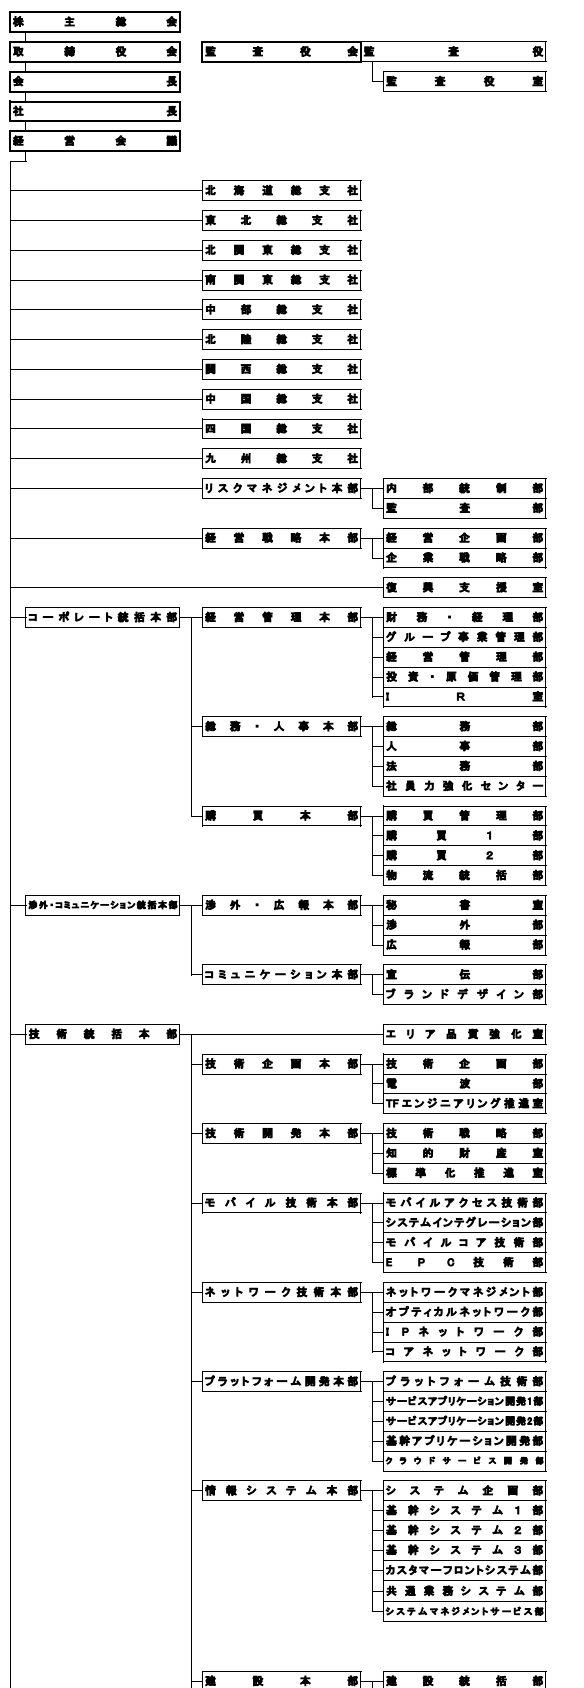 株主総会
取締役会 監査役会 監査役
会長 監査役室
社長
経営会議
北海道総支社
東北総支社
北関東総支社
南関東総支社
中部総支社
北陸総支社
関西総支社
中国総支社
四国総支社
九州総支社
リスクマネジメント本部 内部統制部
監査部
経営戦略本部 経営企画部
企業戦略部
復興支援室
コーポレート統括本部 経営管理本部 財務・経理部
グループ事業管理部
経営管理部
投資・原価管理部
IR室
総務・人事本部 総務部
人事部
法務部
社員力強化センター
購買本部 購買管理部
購買1部
購買2部
物流統括部
渉外・コミュニケーション統括本部 渉外・広報本部 秘書室
渉外部
広報部
コミュニケーション本部 宣伝部
ブランドデザイン部
技術統括本部 エリア品質強化室
技術企画本部 技術企画部
電波部
TFエンジニアリング推進室
技術開発本部 技術戦略部
知的財産室
標準化推進室
モバイル技術本部 モバイルアクセス技術部
システムインテグレーション部
モバイルコア技術部
EPC技術部
ネットワーク技術本部 ネットワークマネジメント部
オプティカルネットワーク部
IPネットワーク部
コアネットワーク部
プラットフォーム開発本部 プラットフォーム技術部
サービスアプリケーション開発1部
サービスアプリケーション開発2部
基幹アプリケーション開発部
クラウドサービス開発部
情報システム本部 システム企画部
基幹システム1部
基幹システム2部
基幹システム3部
カスタマーフロントシステム部
共通業務システム部
システムマネジメントサービス部
建設本部 建設統括部